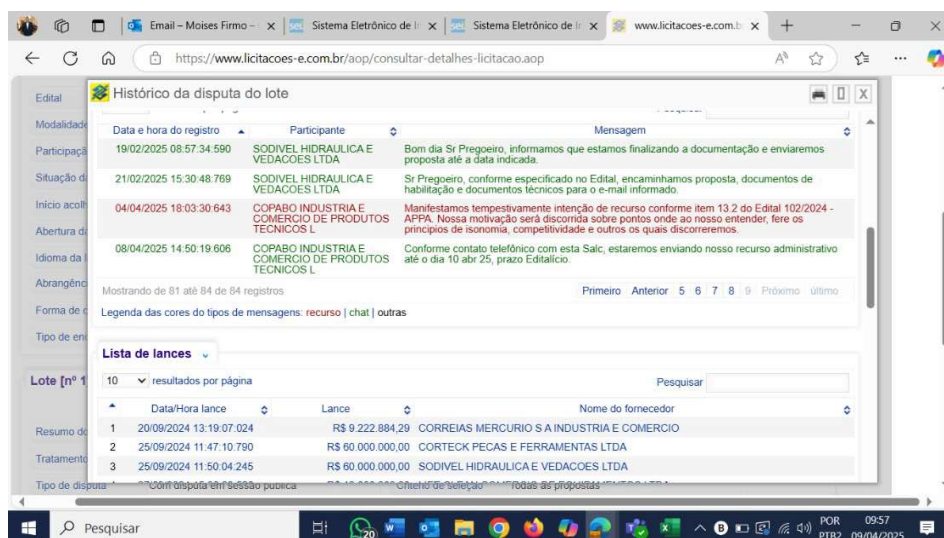 Email – Moises Firmo –
Sistema Eletrônico de I
Sistema Eletrônico de I
www.licitacoes-e.com.b
https://www.licitacoes-e.com.br/aop/consultar-detalhes-licitacao.aop
Histórico da disputa do lote
X
Edital
Modalidade
Participaçã
Situação d
Início acolh
Abertura d
Idioma da l
Abrangênc
Forma de c
Tipo de en
Lote [nº 1
Resumo do
Tratamento
Tipo de disputa
Data e hora do registro Participante Mensagem
19/02/2025 08:57:34:590 SODIVEL HIDRAULICA E Bom dia Sr Pregoeiro, informamos que estamos finalizando a documentação e enviaremos
VEDACOES LTDA proposta até a data indicada.
21/02/2025 15:30:48:769 SODIVEL HIDRAULICA E Sr Pregoeiro, conforme especificado no Edital, encaminhamos proposta, documentos de
VEDACOES LTDA habilitação e documentos técnicos para o e-mail informado.
04/04/2025 18:03:30:643 COPABO INDUSTRIA E Manifestamos tempestivamente intenção de recurso conforme item 13.2 do Edital 102/2024 -
COMERCIO DE PRODUTOS APPA. Nossa motivação será discorrida sobre pontos onde ao nosso entender, fere os
TECNICOS L principios de isonomia, competitividade e outros os quais discorreremos.
08/04/2025 14:50:19:606 COPABO INDUSTRIA E Conforme contato telefônico com esta Salc, estaremos enviando nosso recurso administrativo
COMERCIO DE PRODUTOS até o dia 10 abr 25, prazo Editalício.
TECNICOS L
Mostrando de 81 até 84 de 84 registros Primeiro Anterior 5 6 7 8 9 Próximo último
Legenda das cores do tipos de mensagens: recurso | chat | outras
Lista de lances
10 resultados por página Pesquisar
Data/Hora lance Lance Nome do fornecedor
1 20/09/2024 13:19:07:024 R$ 9.222.884,29 CORREIAS MERCURIO S A INDUSTRIA E COMERCIO
2 25/09/2024 11:47:10.790 R$ 60.000.000,00 CORTECK PECAS E FERRAMENTAS LTDA
3 25/09/2024 11:50:04:245 R$ 60.000.000,00 SODIVEL HIDRAULICA E VEDACOES LTDA
Pesquisar
20
POR
PTB2
09:57
09/04/2025